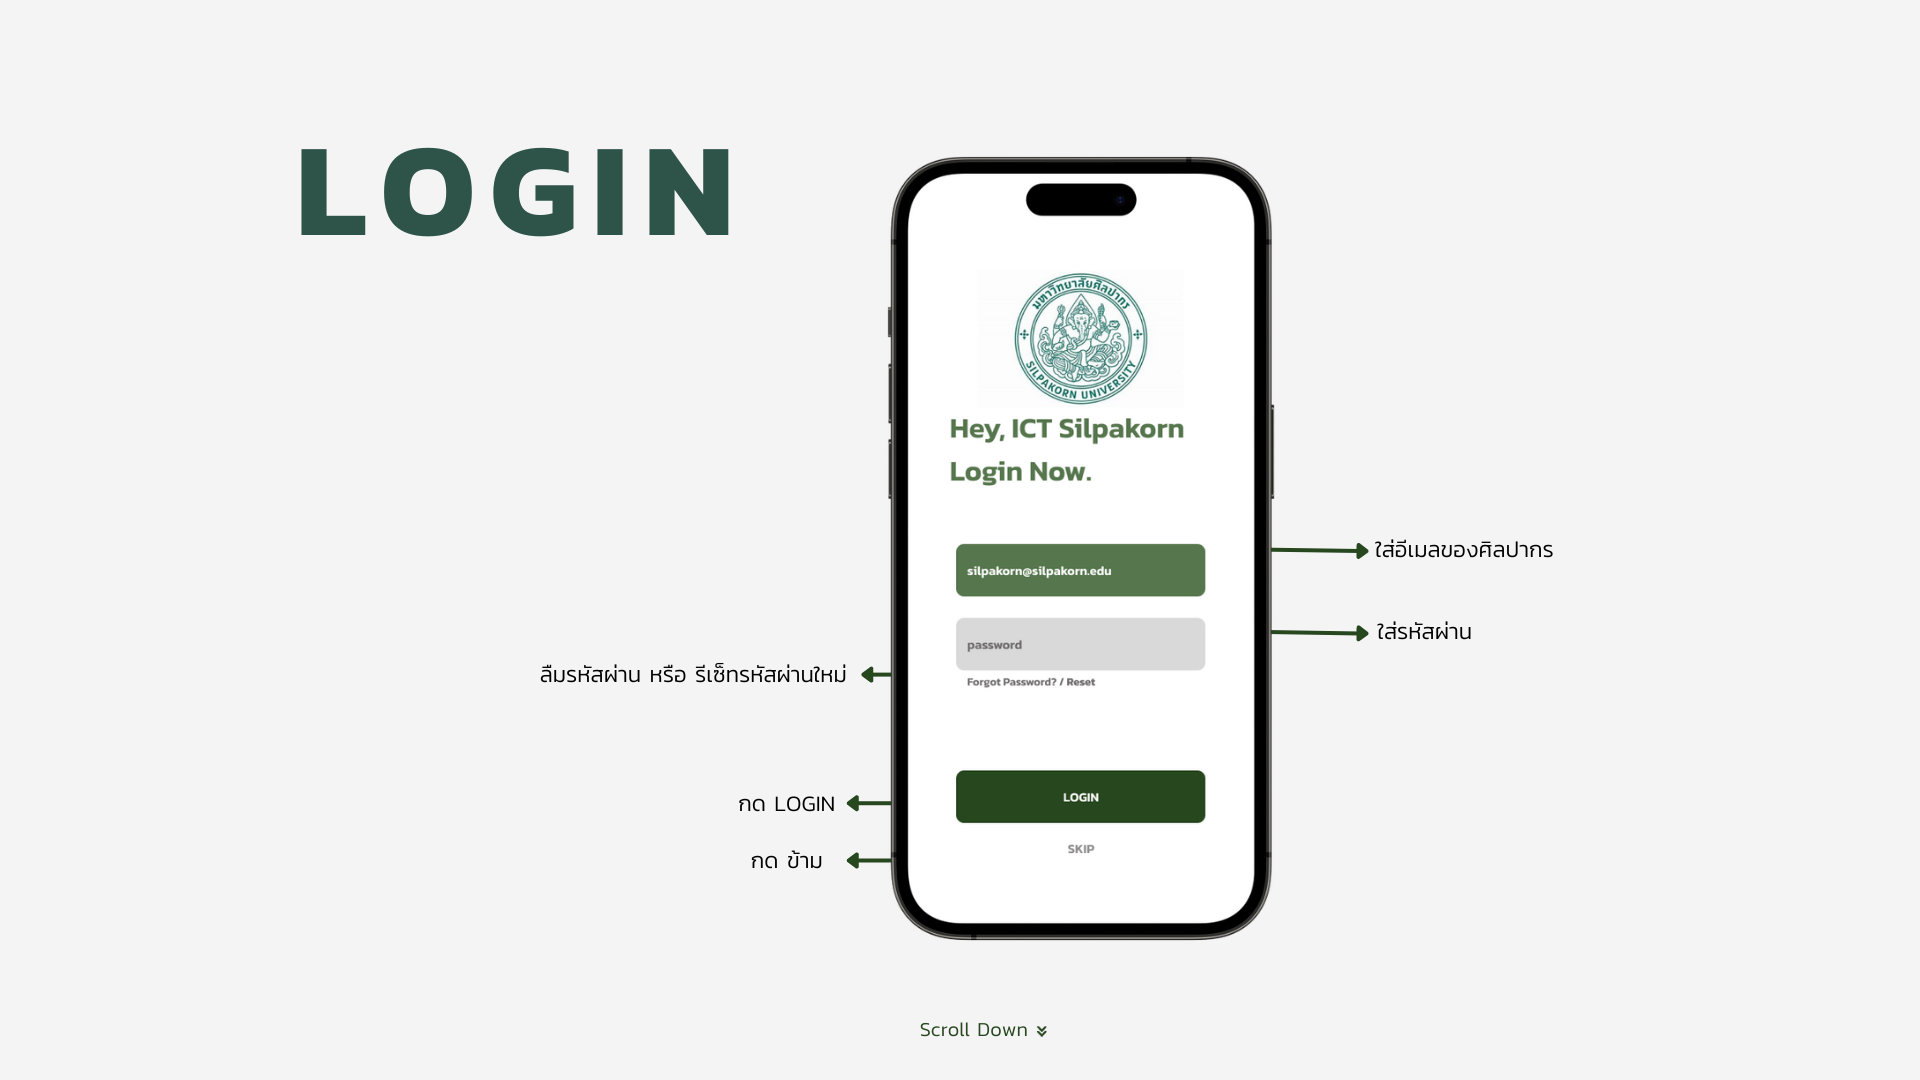 LOGIN
มหาวิทยาลัยศิลปากร
SILPAKORN UNIVERSITY
Hey, ICT Silpakorn
Login Now.
silpakorn@silpakorn.edu
ใส่อีเมลของศิลปากร
password
ใส่รหัสผ่าน
Forgot Password? / Reset
ลืมรหัสผ่าน หรือ รีเซ็ทรหัสผ่านใหม่
LOGIN
กด LOGIN
SKIP
กด ข้าม
Scroll Down